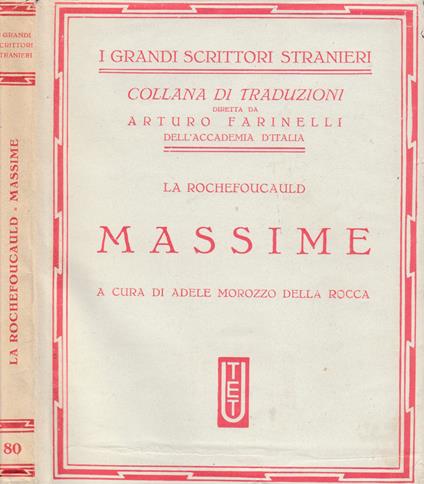 I GRANDI
SCRITTORI
STRANIERI
LA ROCHEFOUCAULD - MASSIME
80
I GRANDI SCRITTORI STRANIERI
COLLANA DI TRADUZIONI
DIRETTA DA
ARTURO FARINELLI
DELL'ACCADEMIA D'ITALIA
LA ROCHEFOUCAULD
MASSIME
A CURA DI ADELE MOROZZO DELLA ROCCA
UTET